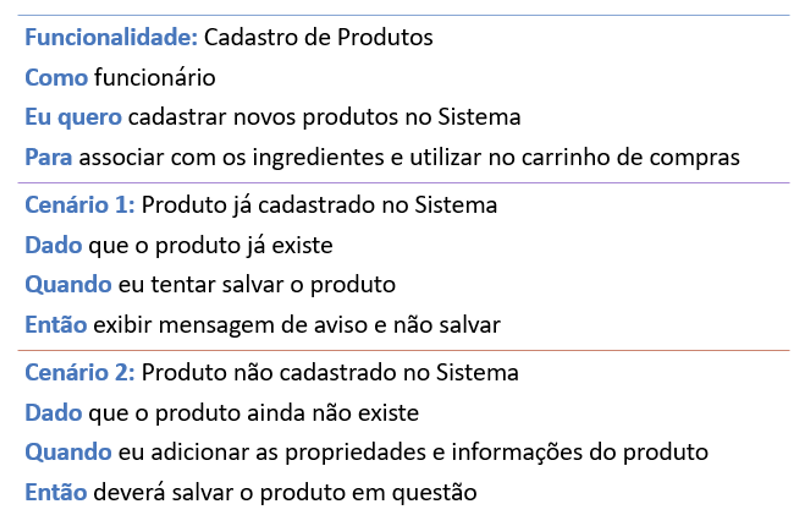 Funcionalidade: Cadastro de Produtos
Como funcionário
Eu quero cadastrar novos produtos no Sistema
Para associar com os ingredientes e utilizar no carrinho de compras
Cenário 1: Produto já cadastrado no Sistema
Dado que o produto já existe
Quando eu tentar salvar o produto
Então exibir mensagem de aviso e não salvar
Cenário 2: Produto não cadastrado no Sistema
Dado que o produto ainda não existe
Quando eu adicionar as propriedades e informações do produto
Então deverá salvar o produto em questão